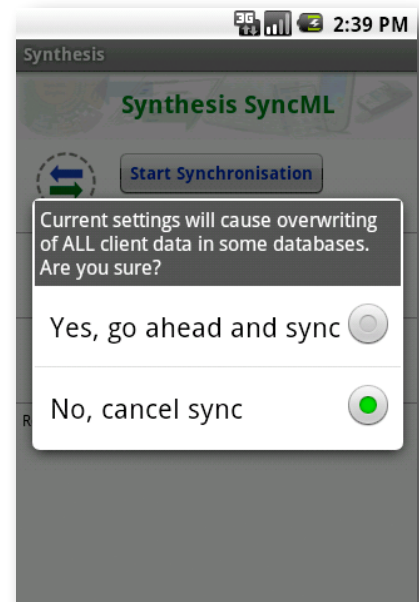 3G 2:39 PM
Synthesis
Synthesis SyncML
Start Synchronisation
Current settings will cause overwriting
of ALL client data in some databases.
Are you sure?
Yes, go ahead and sync
No, cancel sync
R